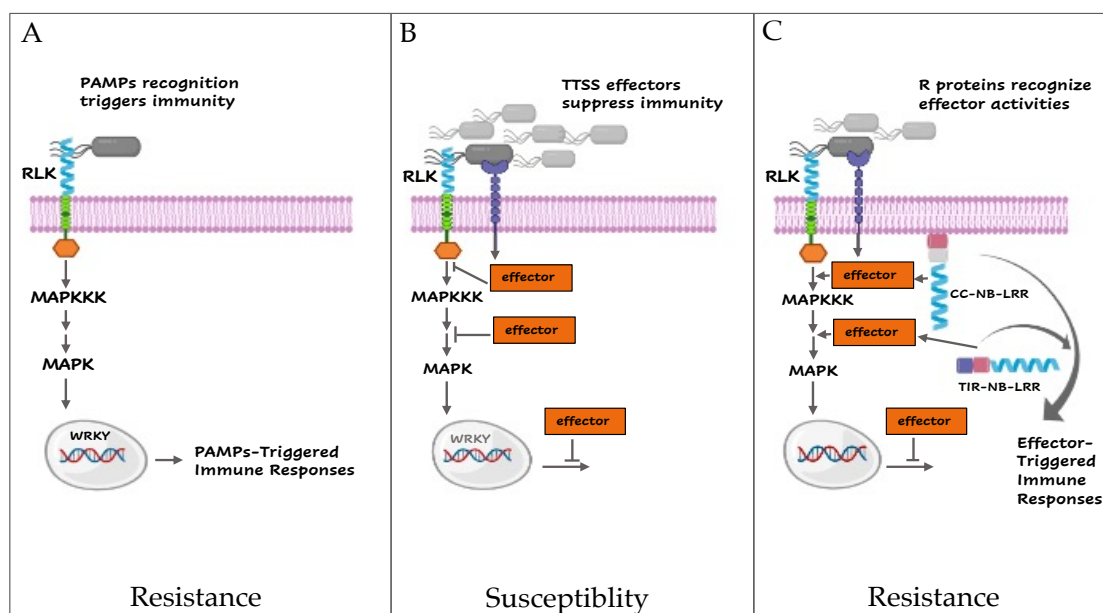 A
PAMPs recognition
triggers immunity
RLK
MAPKKK
MAPK
WRKY
PAMPs-Triggered
Immune Responses
Resistance
B
TTSS effectors
suppress immunity
RLK
effector
MAPKKK
effector
MAPK
effector
WRKY
Susceptiblity
C
R proteins recognize
effector activities
RLK
effector
CC-NB-LRR
MAPKKK
effector
MAPK
TIR-NB-LRR
effector
Effector-
Triggered
Immune
Responses
Resistance